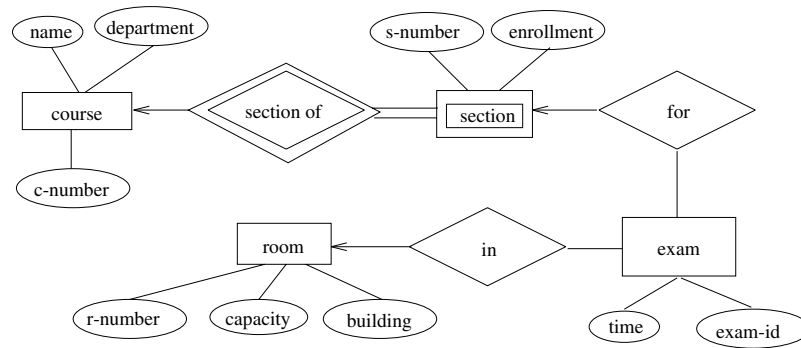 name
department
s-number
enrollment
course
section of
section
for
c-number
room
in
exam
r-number
capacity
building
time
exam-id